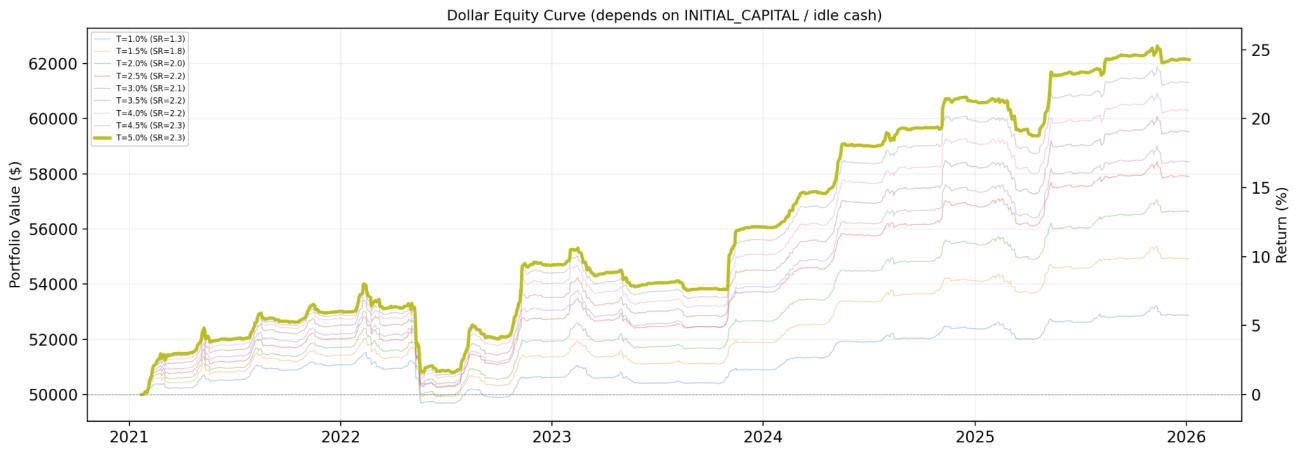 Dollar Equity Curve (depends on INITIAL_CAPITAL / idle cash)
T=1.0% (SR=1.3)
T=1.5% (SR=1.8)
T=2.0% (SR=2.0)
T=2.5% (SR=2.2)
T=3.0% (SR=2.1)
T=3.5% (SR=2.2)
T=4.0% (SR=2.2)
T=4.5% (SR=2.3)
T=5.0% (SR=2.3)
Portfolio Value ($)
62000
60000
58000
56000
54000
52000
50000
25
20
15
10
5
0
Return (%)
2021
2022
2023
2024
2025
2026